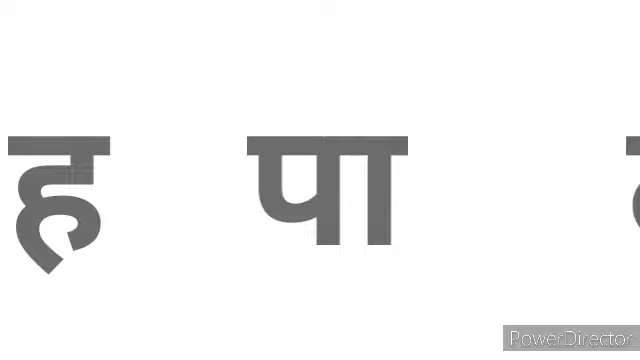 ह पा
PowerDirector